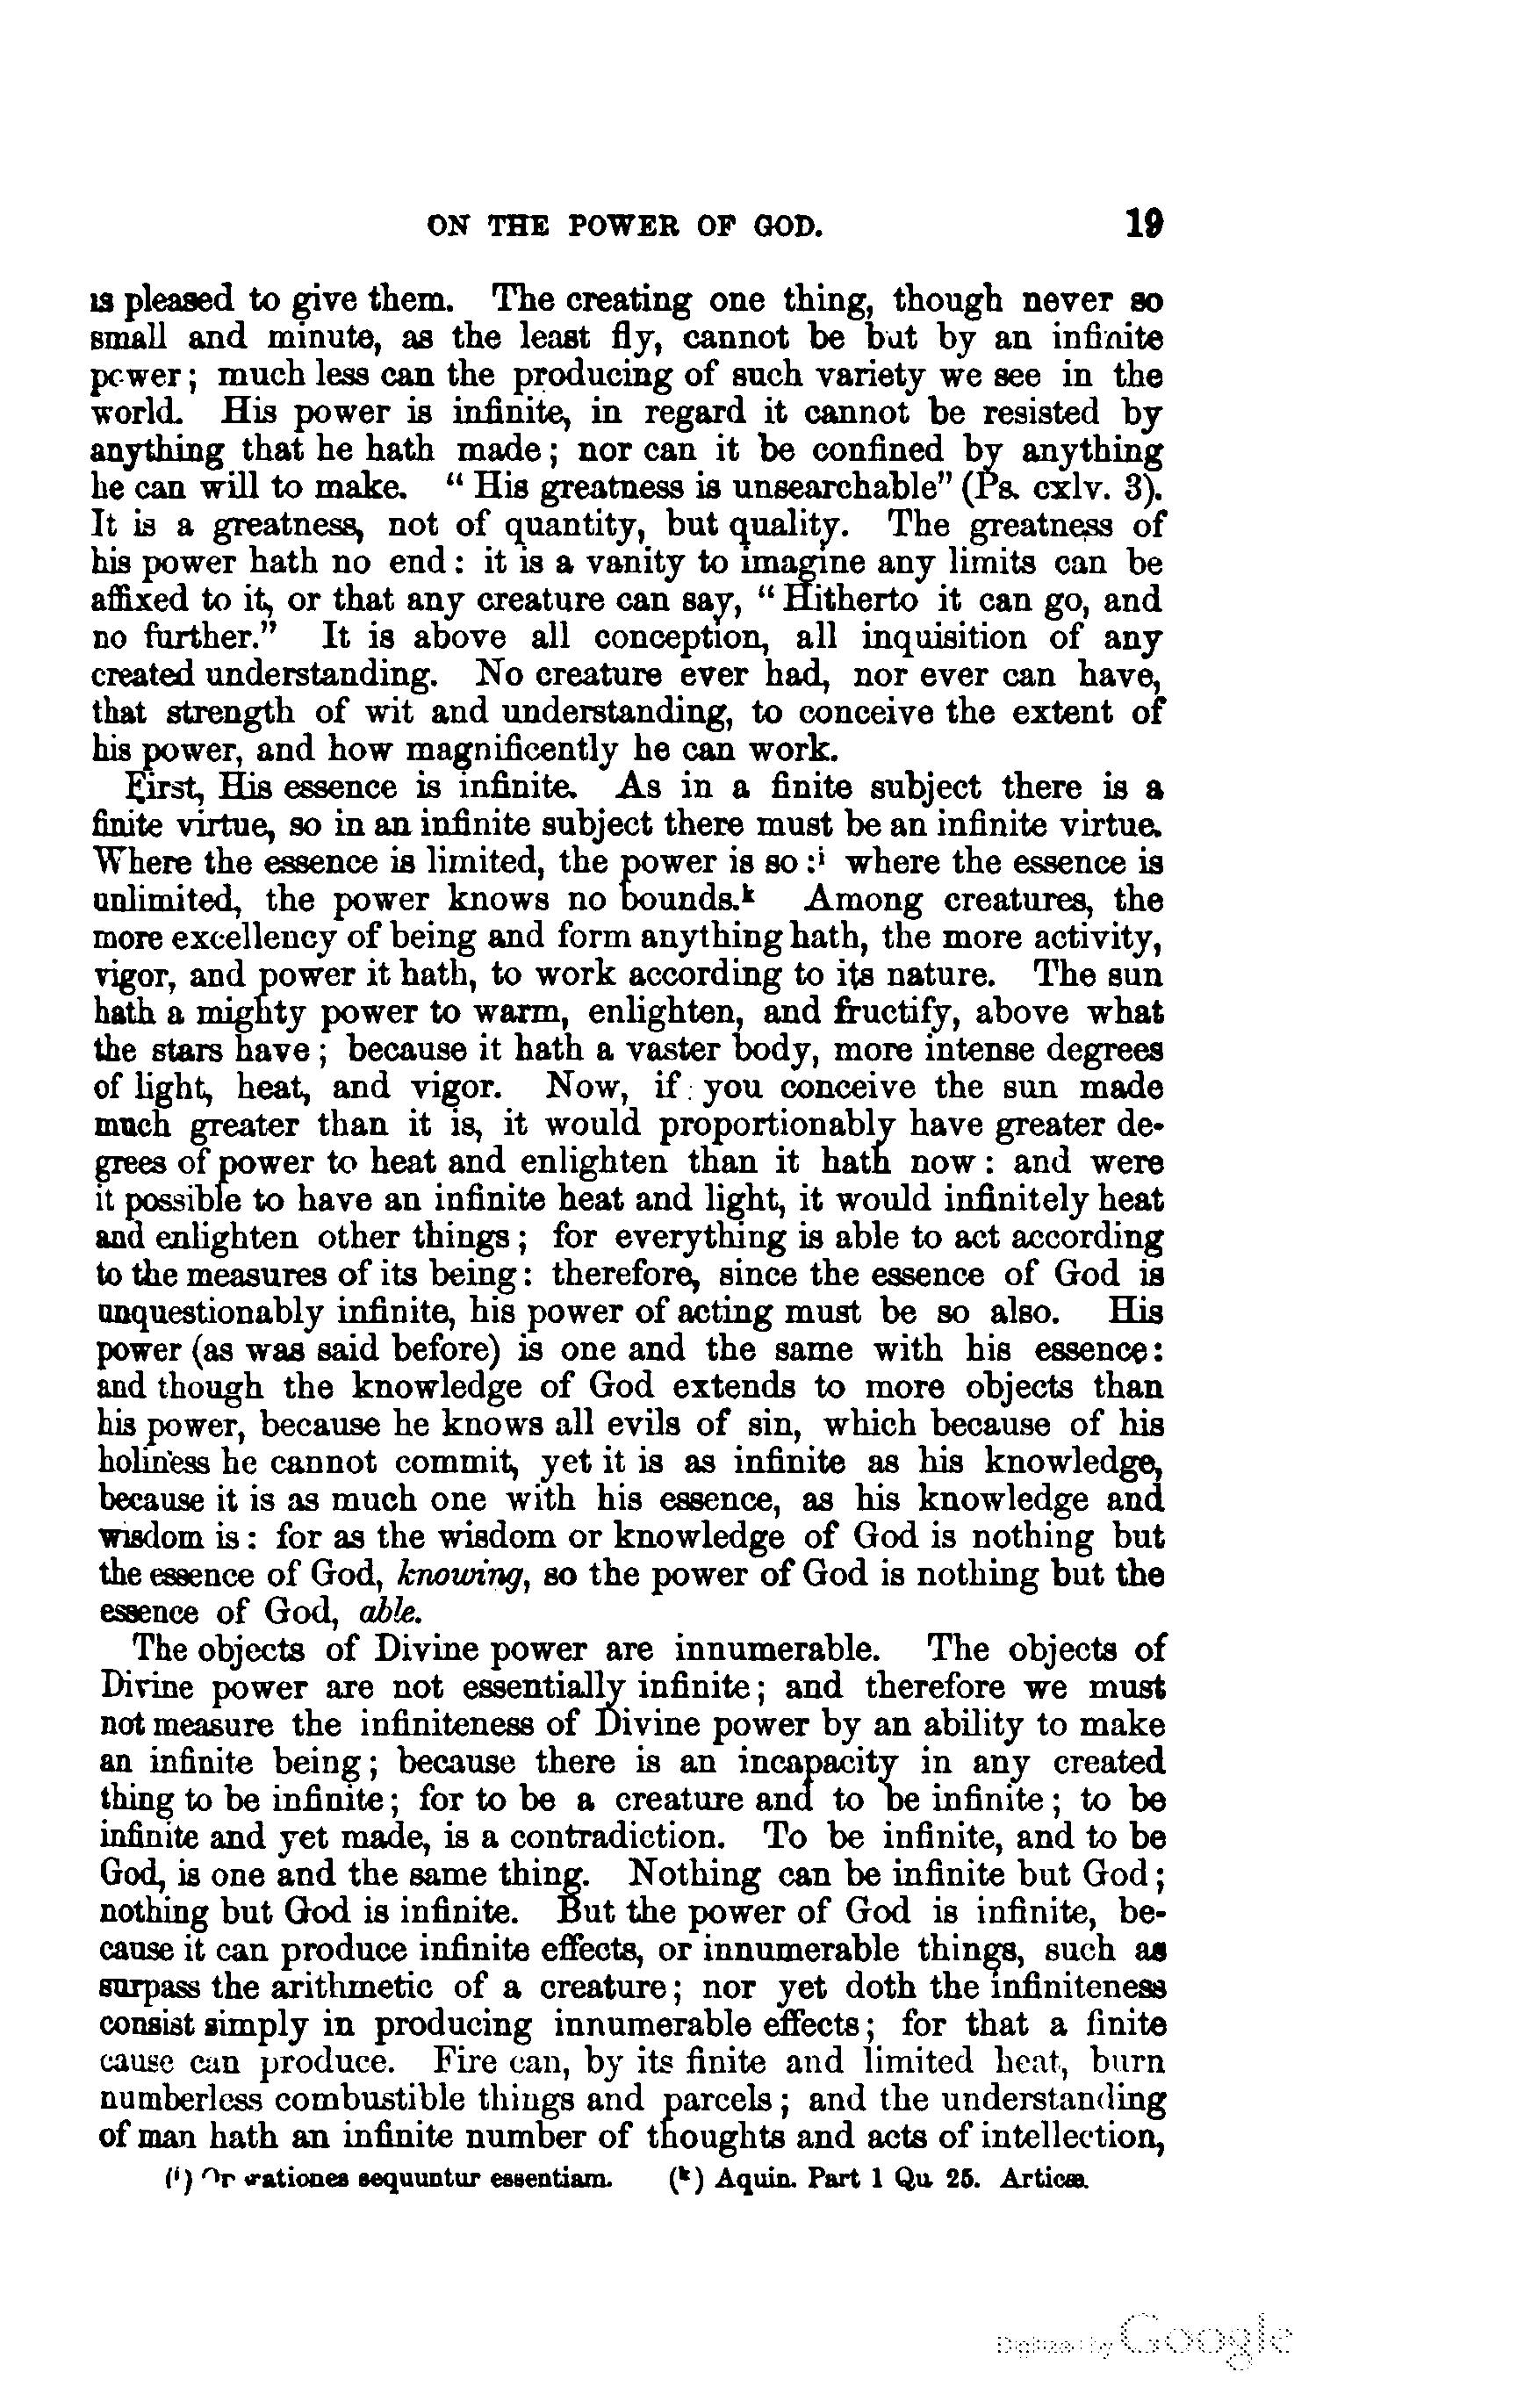 ON THE POWER OF GOD. 19
is pleased to give them. The creating one thing, though never so
small and minute, as the least fly, cannot be but by an infinite
power; much less can the producing of such variety we see in the
world. His power is infinite, in regard it cannot be resisted by
anything that he hath made; nor can it be confined by anything
he can will to make. “ His greatness is unsearchable” (Ps. cxlv. 3).
It is a greatness, not of quantity, but quality. The greatness of
his power hath no end: it is a vanity to imagine any limits can be
affixed to it, or that any creature can say, “ Hitherto it can go, and
no further.” It is above all conception, all inquisition of any
created understanding. No creature ever had, nor ever can have,
that strength of wit and understanding, to conceive the extent of
his power, and how magnificently he can work.
First, His essence is infinite. As in a finite subject there is a
finite virtue, so in an infinite subject there must be an infinite virtue.
Where the essence is limited, the power is so :i where the essence is
unlimited, the power knows no bounds.k Among creatures, the
more excellency of being and form anything hath, the more activity,
vigor, and power it hath, to work according to its nature. The sun
hath a mighty power to warm, enlighten, and fructify, above what
the stars have; because it hath a vaster body, more intense degrees
of light, heat, and vigor. Now, if you conceive the sun made
much greater than it is, it would proportionably have greater de-
grees of power to heat and enlighten than it hath now: and were
it possible to have an infinite heat and light, it would infinitely heat
and enlighten other things; for everything is able to act according
to the measures of its being: therefore, since the essence of God is
unquestionably infinite, his power of acting must be so also. His
power (as was said before) is one and the same with his essence:
and though the knowledge of God extends to more objects than
his power, because he knows all evils of sin, which because of his
holiness he cannot commit, yet it is as infinite as his knowledge,
because it is as much one with his essence, as his knowledge and
wisdom is: for as the wisdom or knowledge of God is nothing but
the essence of God, knowing, so the power of God is nothing but the
essence of God, able.
The objects of Divine power are innumerable. The objects of
Divine power are not essentially infinite; and therefore we must
not measure the infiniteness of Divine power by an ability to make
an infinite being; because there is an incapacity in any created
thing to be infinite; for to be a creature and to be infinite; to be
infinite and yet made, is a contradiction. To be infinite, and to be
God, is one and the same thing. Nothing can be infinite but God;
nothing but God is infinite. But the power of God is infinite, be-
cause it can produce infinite effects, or innumerable things, such as
surpass the arithmetic of a creature; nor yet doth the infiniteness
consist simply in producing innumerable effects; for that a finite
cause can produce. Fire can, by its finite and limited heat, burn
numberless combustible things and parcels; and the understanding
of man hath an infinite number of thoughts and acts of intellection,
(i) sequuntur essentiam. (k) Aquin. Part 1 Qu. 25. Articæ.
Digitized by Google